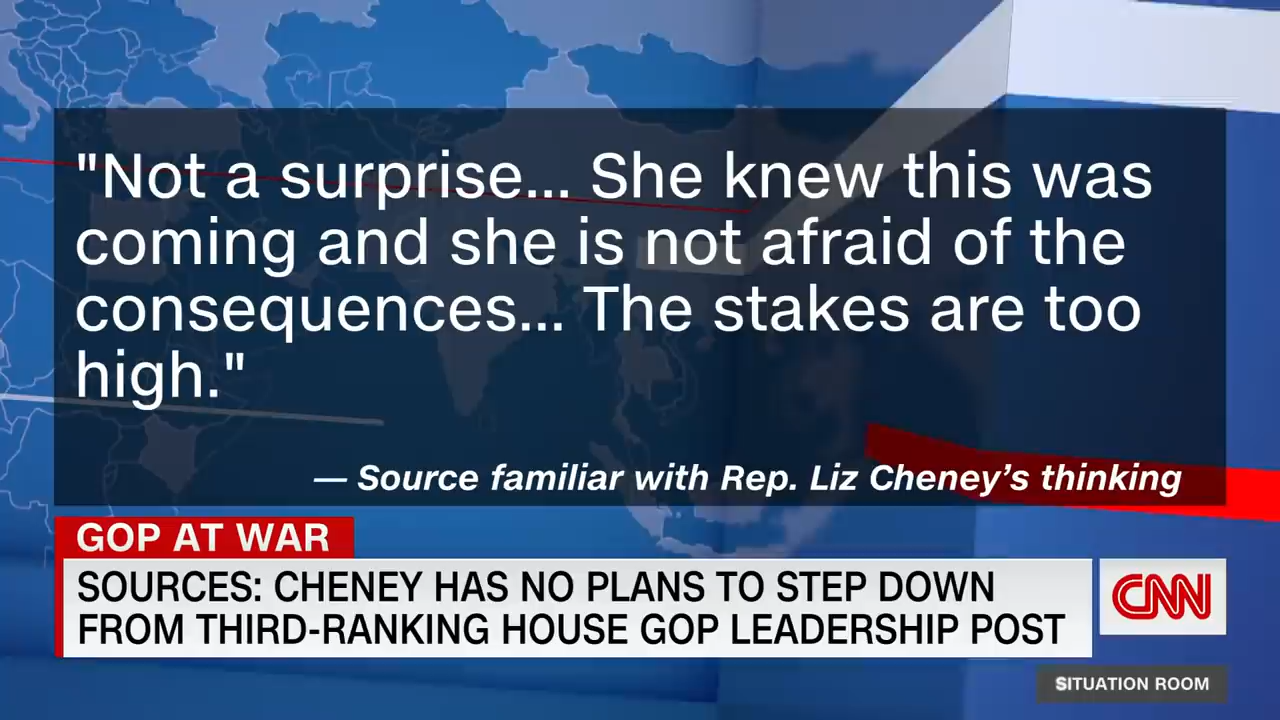 "Not a surprise... She knew this was
coming and she is not afraid of the
consequences... The stakes are too
high."
— Source familiar with Rep. Liz Cheney’s thinking
GOP AT WAR
SOURCES: CHENEY HAS NO PLANS TO STEP DOWN
FROM THIRD-RANKING HOUSE GOP LEADERSHIP POST
CNN
SITUATION ROOM